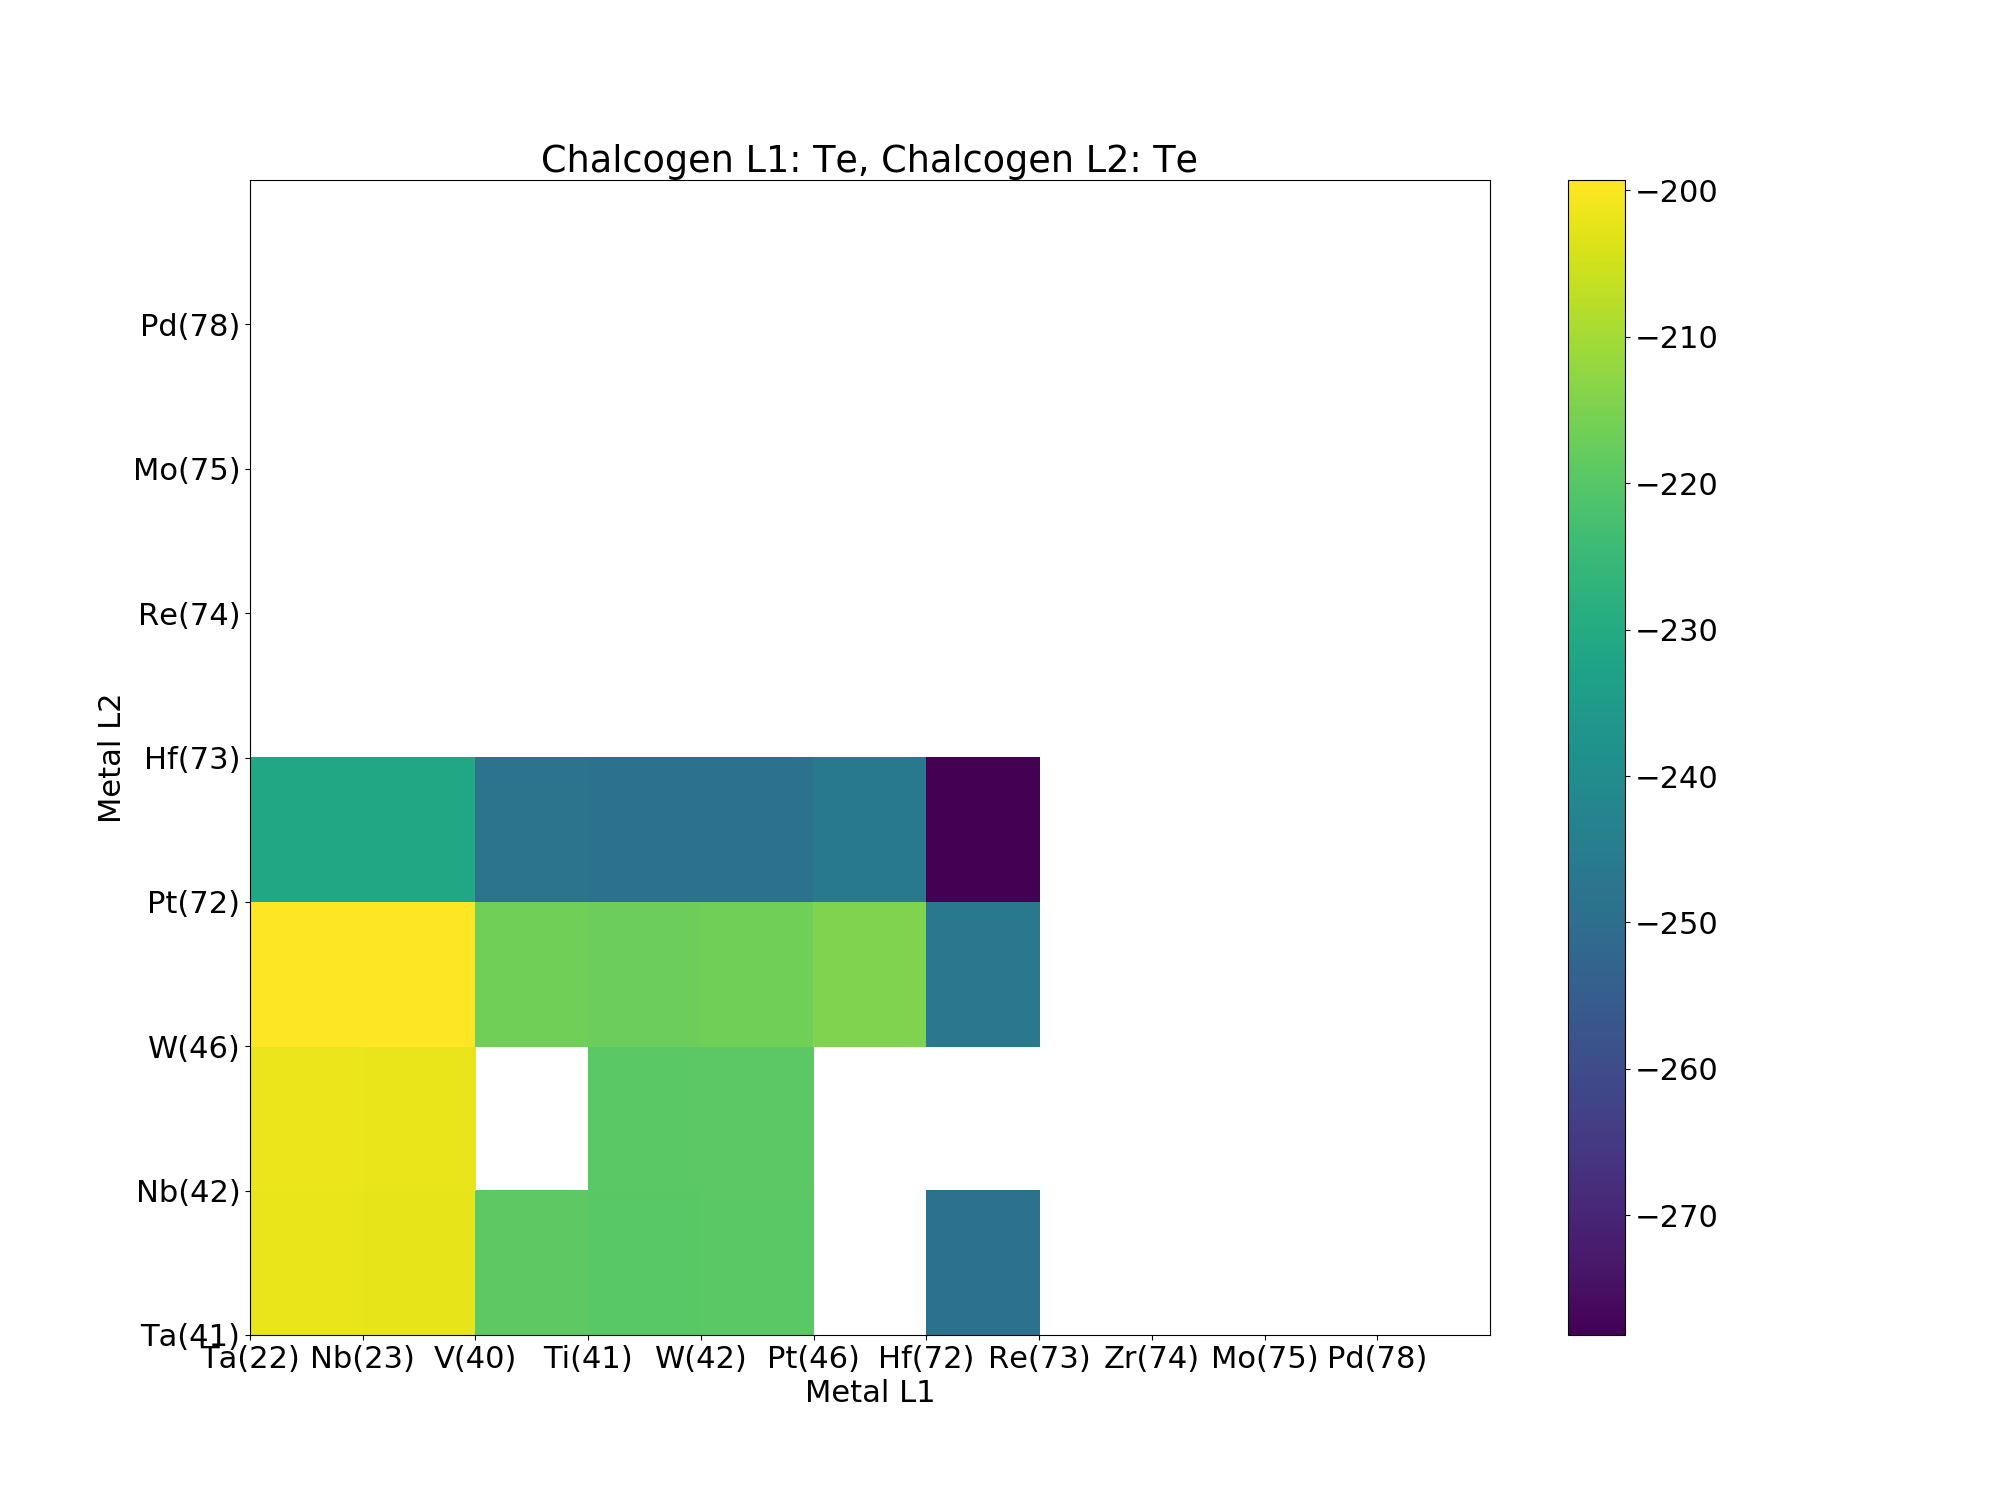 Chalcogen L1: Te, Chalcogen L2: Te
Pd(78)
Mo(75)
Re(74)
Hf(73)
Pt(72)
W(46)
Nb(42)
Ta(41)
Metal L2
Ta(22) Nb(23) V(40) Ti(41) W(42) Pt(46) Hf(72) Re(73) Zr(74) Mo(75) Pd(78)
Metal L1
−200
−210
−220
−230
−240
−250
−260
−270